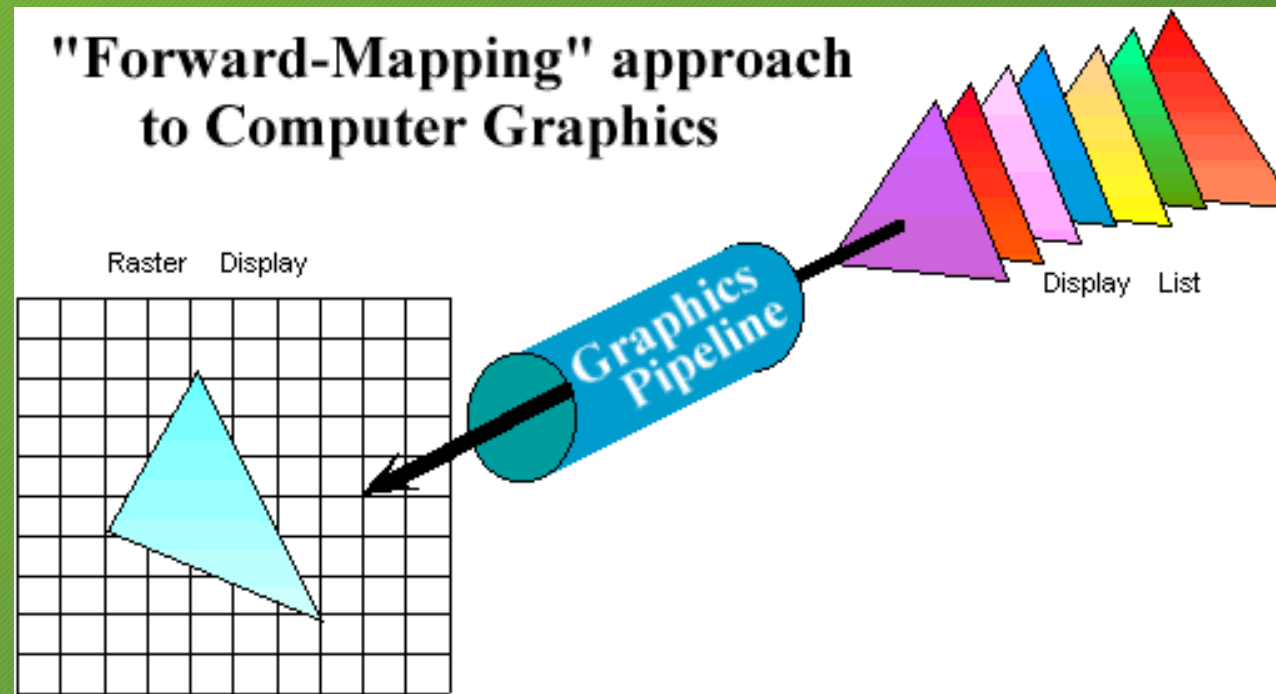 "Forward-Mapping" approach
to Computer Graphics
Raster Display
Graphics
Pipeline
Display List